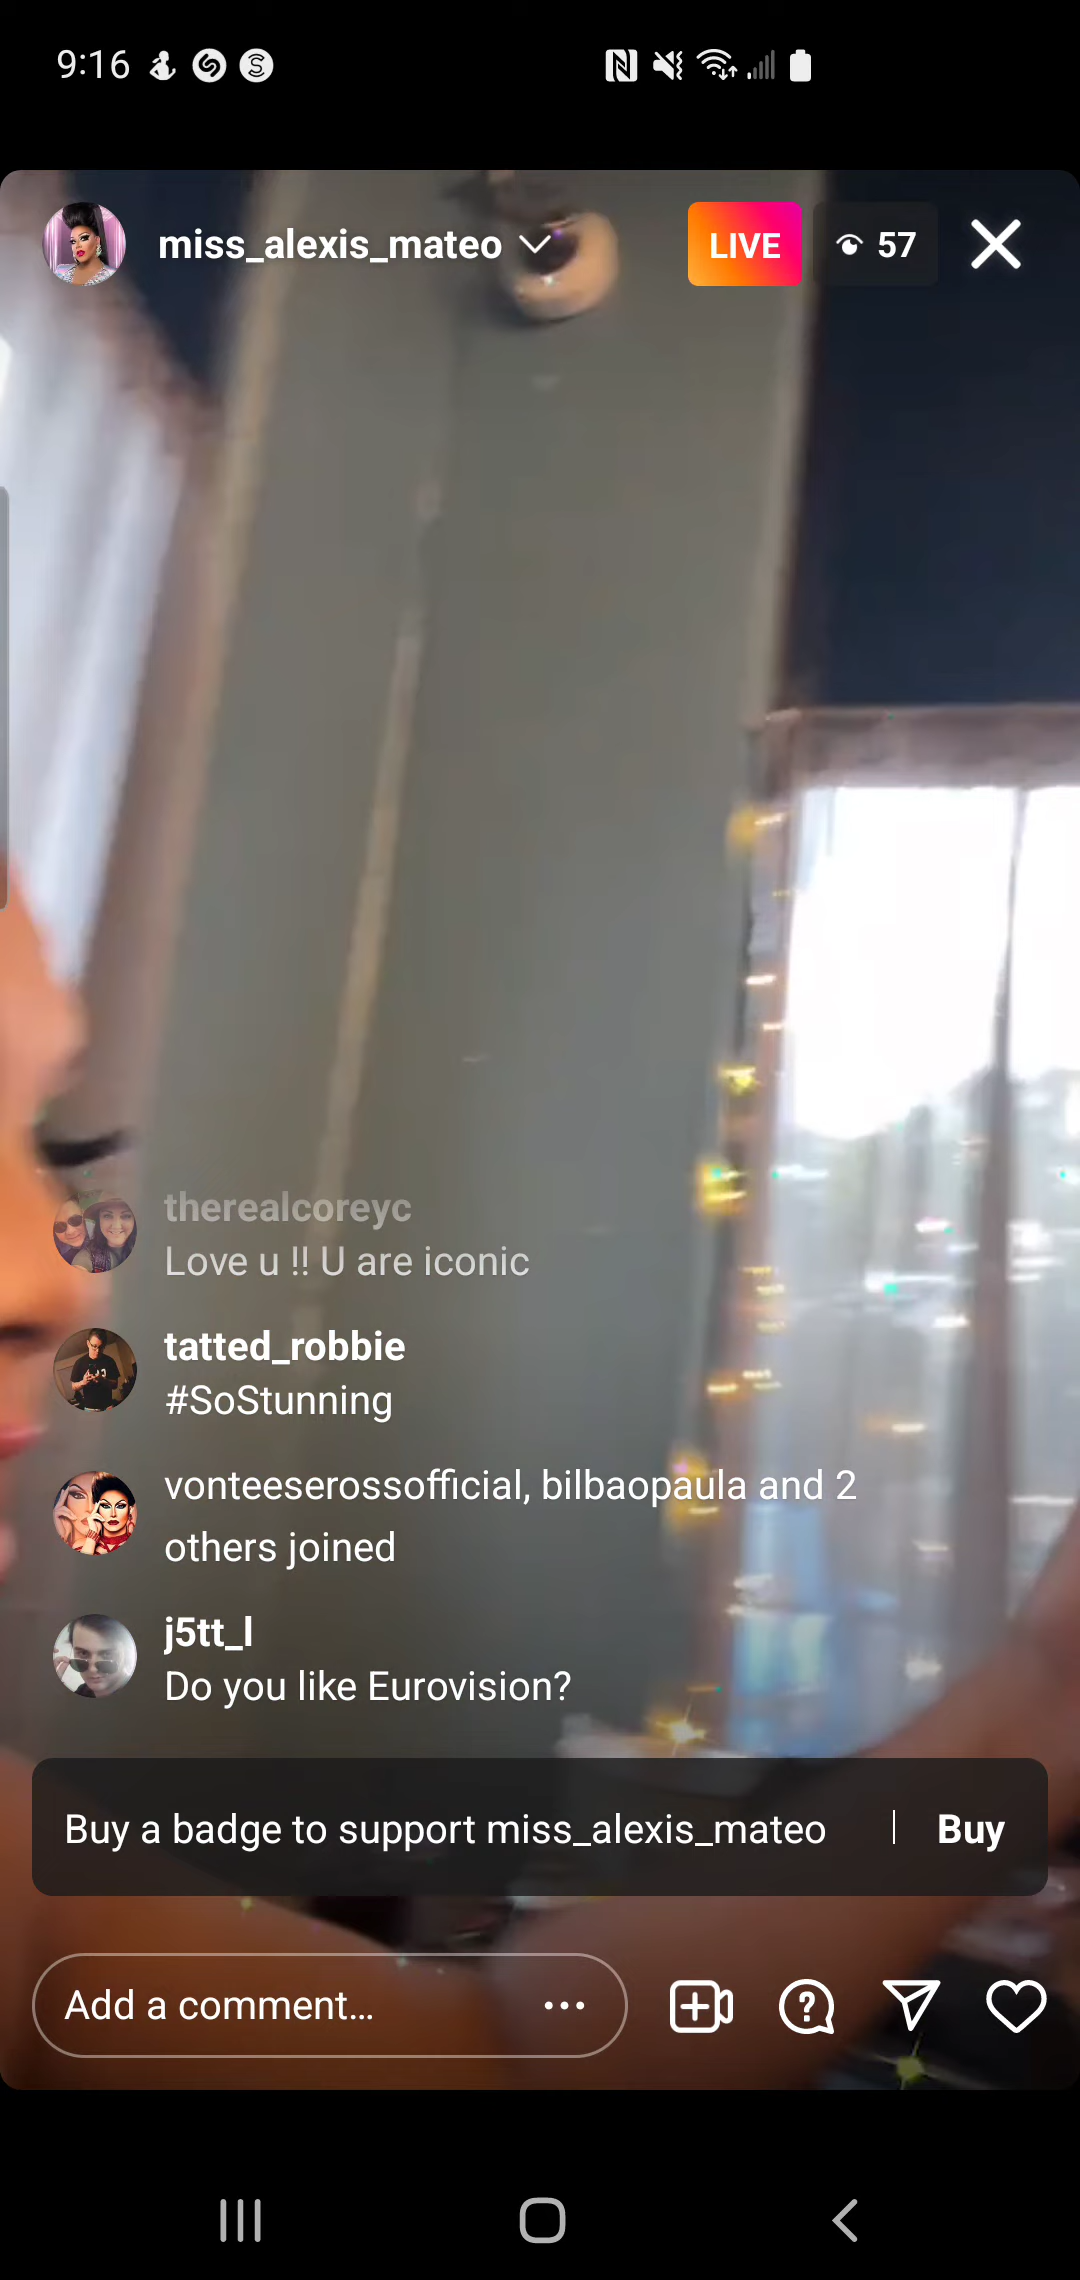 9:16
miss_alexis_mateo
LIVE
57
therealcoreyc
Love u !! U are iconic
tatted_robbie
#SoStunning
vonteeserossofficial, bilbaopaula and 2
others joined
j5tt_l
Do you like Eurovision?
Buy a badge to support miss_alexis_mateo | Buy
Add a comment...